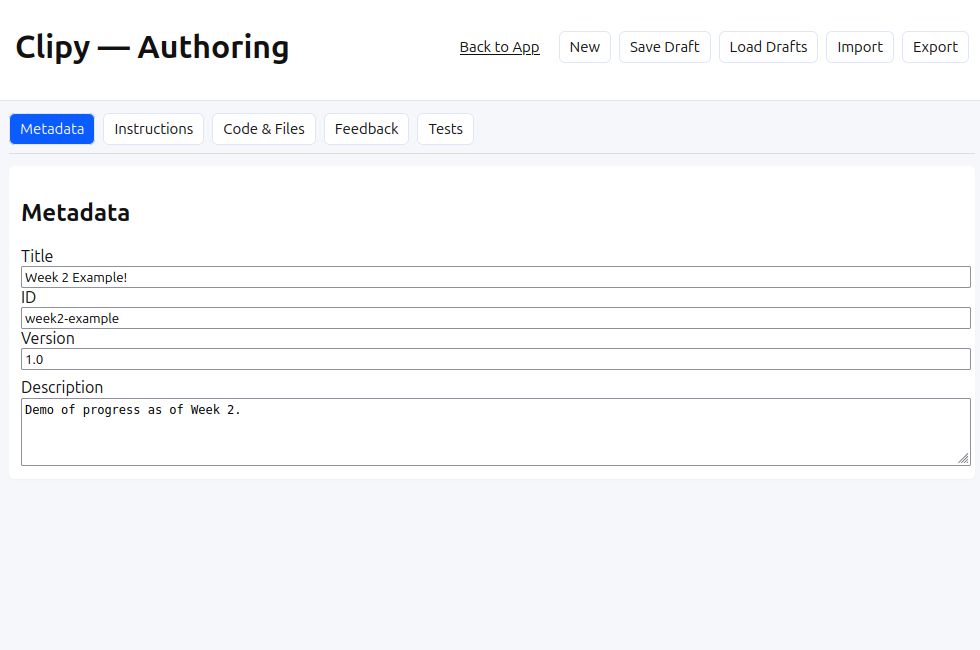 Clipy — Authoring
Back to App New Save Draft Load Drafts Import Export
Metadata Instructions Code & Files Feedback Tests
Metadata
Title
Week 2 Example!
ID
week2-example
Version
1.0
Description
Demo of progress as of Week 2.